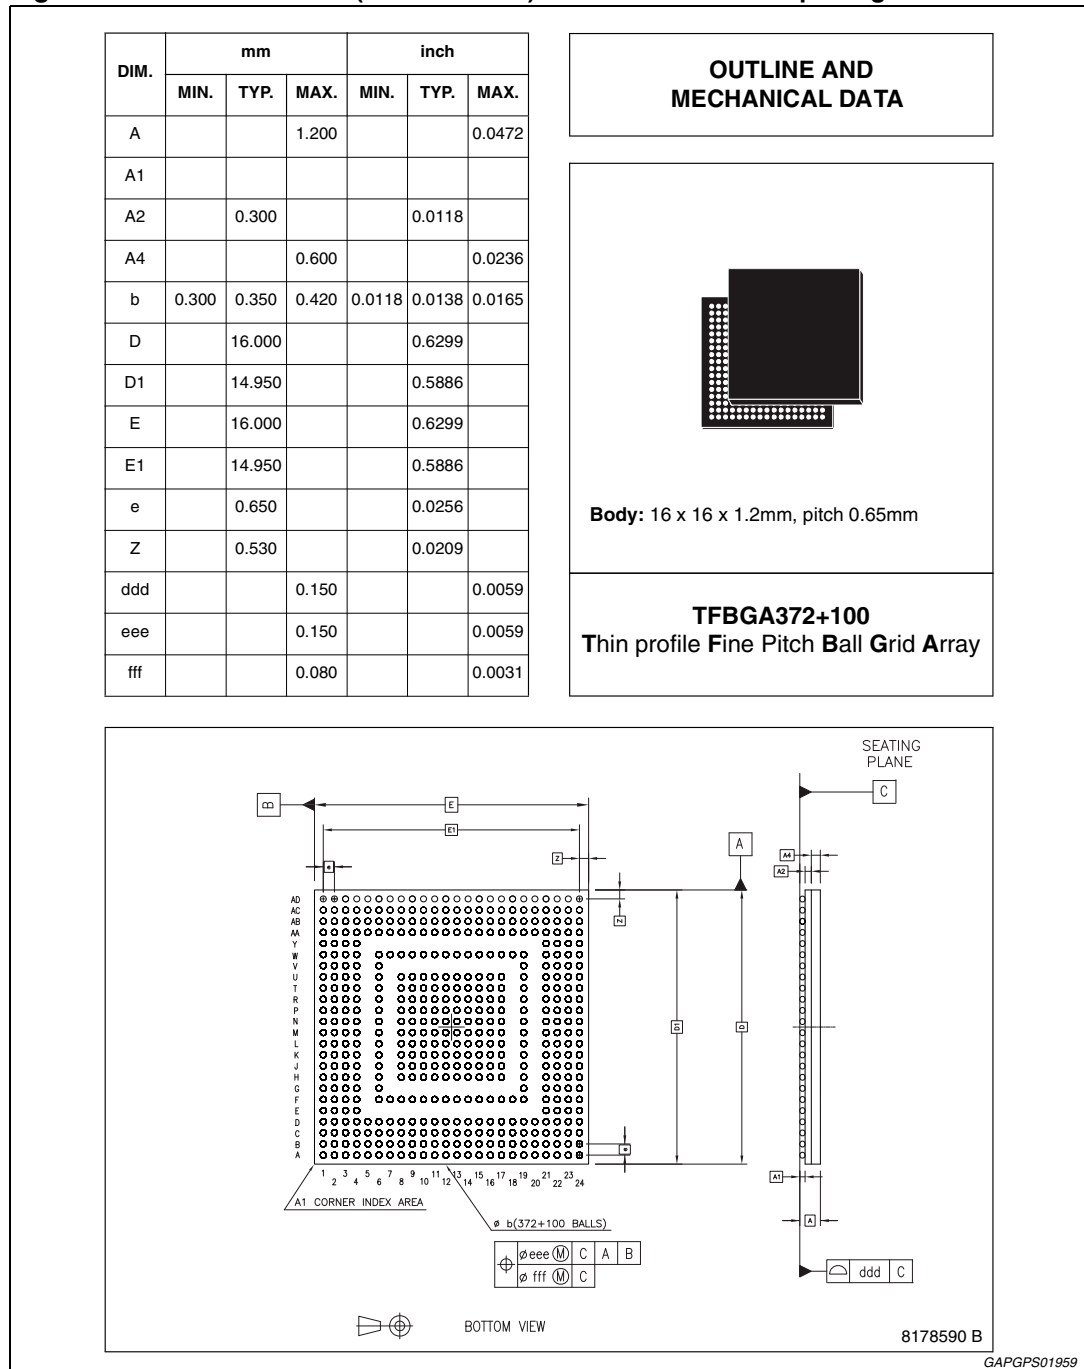 DIM. mm inch
MIN. TYP. MAX. MIN. TYP. MAX.
A 1.200 0.0472
A1
A2 0.300 0.0118
A4 0.600 0.0236
b 0.300 0.350 0.420 0.0118 0.0138 0.0165
D 16.000 0.6299
D1 14.950 0.5886
E 16.000 0.6299
E1 14.950 0.5886
e 0.650 0.0256
Z 0.530 0.0209
ddd 0.150 0.0059
eee 0.150 0.0059
fff 0.080 0.0031
OUTLINE AND
MECHANICAL DATA
Body: 16 x 16 x 1.2mm, pitch 0.65mm
TFBGA372+100
Thin profile Fine Pitch Ball Grid Array
SEATING
PLANE
C
B
E
E1
e
Z
A
A4
A2
Z
AD
AC
AB
AA
Y
W
V
U
T
R
P
N
M
L
K
J
H
G
F
E
D
C
B
A
D1
D
e
1 3 5 7 9 11 13 15 17 19 21 23
2 4 6 8 10 12 14 16 18 20 22 24
A1
A
A1 CORNER INDEX AREA
ø b(372+100 BALLS)
ø eee M C A B
ø fff M C
ddd C
BOTTOM VIEW
8178590 B
GAPGPS01959